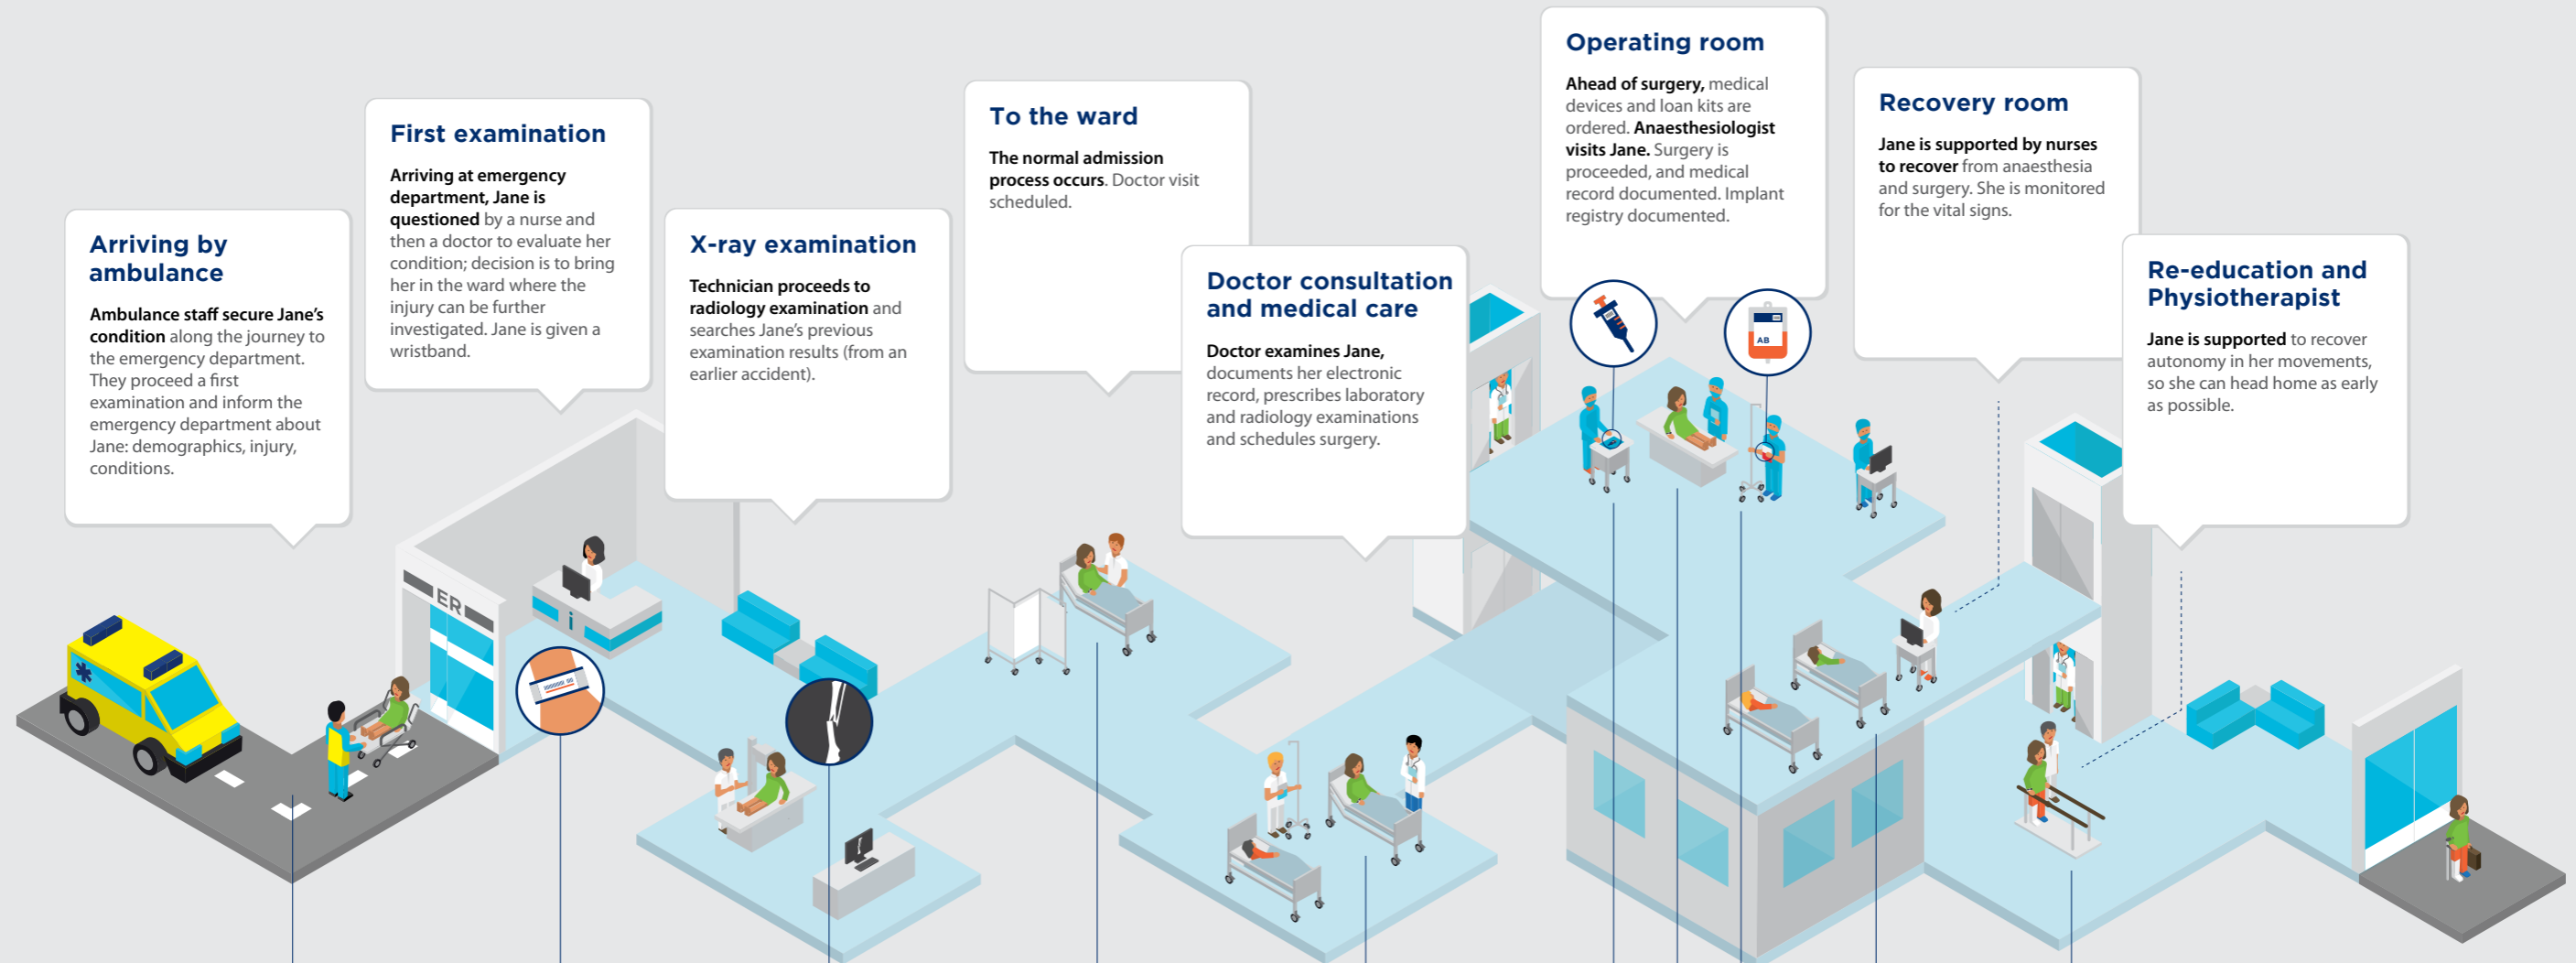 Arriving by
ambulance
Ambulance staff secure Jane's
condition along the journey to
the emergency department.
They proceed a first
examination and inform the
emergency department about
Jane: demographics, injury,
conditions.
First examination
Arriving at emergency
department, Jane is
questioned by a nurse and
then a doctor to evaluate her
condition; decision is to bring
her in the ward where the
injury can be further
investigated. Jane is given a
wristband.
X-ray examination
Technician proceeds to
radiology examination and
searches Jane's previous
examination results (from an
earlier accident).
To the ward
The normal admission
process occurs. Doctor visit
scheduled.
Doctor consultation
and medical care
Doctor examines Jane,
documents her electronic
record, prescribes laboratory
and radiology examinations
and schedules surgery.
Operating room
Ahead of surgery, medical
devices and loan kits are
ordered. Anaesthesiologist
visits Jane. Surgery is
proceeded, and medical
record documented. Implant
registry documented.
Recovery room
Jane is supported by nurses
to recover from anaesthesia
and surgery. She is monitored
for the vital signs.
Re-education and
Physiotherapist
Jane is supported to recover
autonomy in her movements,
so she can head home as early
as possible.
ER
i
AB